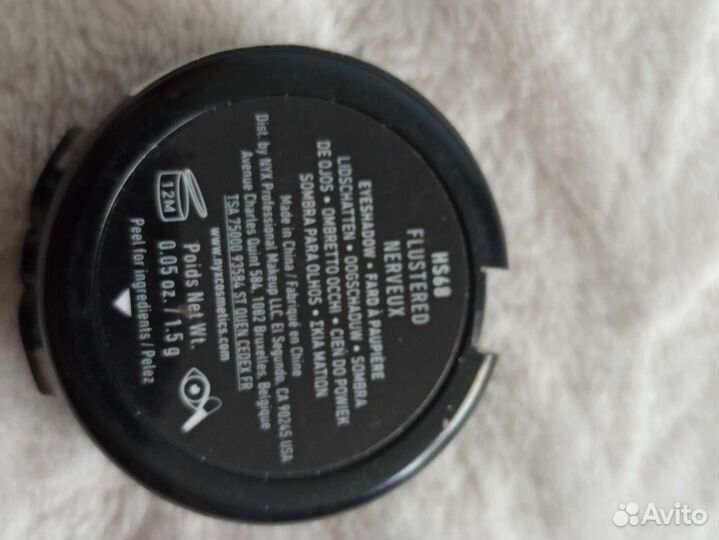 HS68
FLUSTERED
NERVEUX
EYESHADOW • FARD À PAUPIÈRE
LIDSCHATTEN • OOGSCHADUW • SOMBRA
DE OJOS • OMBRETTO OCCHI • CIEŃ DO POWIEK
SOMBRA PARA OLHOS • ΣΚΙΑ ΜΑΤΙΩΝ
Made in China / Fabriqué en Chine
Dist. by NYX Professional Makeup LLC. El Segundo, CA 90245 USA
Avenue Charles Quint 584, 1082 Bruxelles, Belgique
TSA 75000 93584 ST OUEN CEDEX FR
www.nyxcosmetics.com
12M
Poids Net Wt.
0.05 oz. / 1.5 g
Peel for ingredients / Pelez
Avito